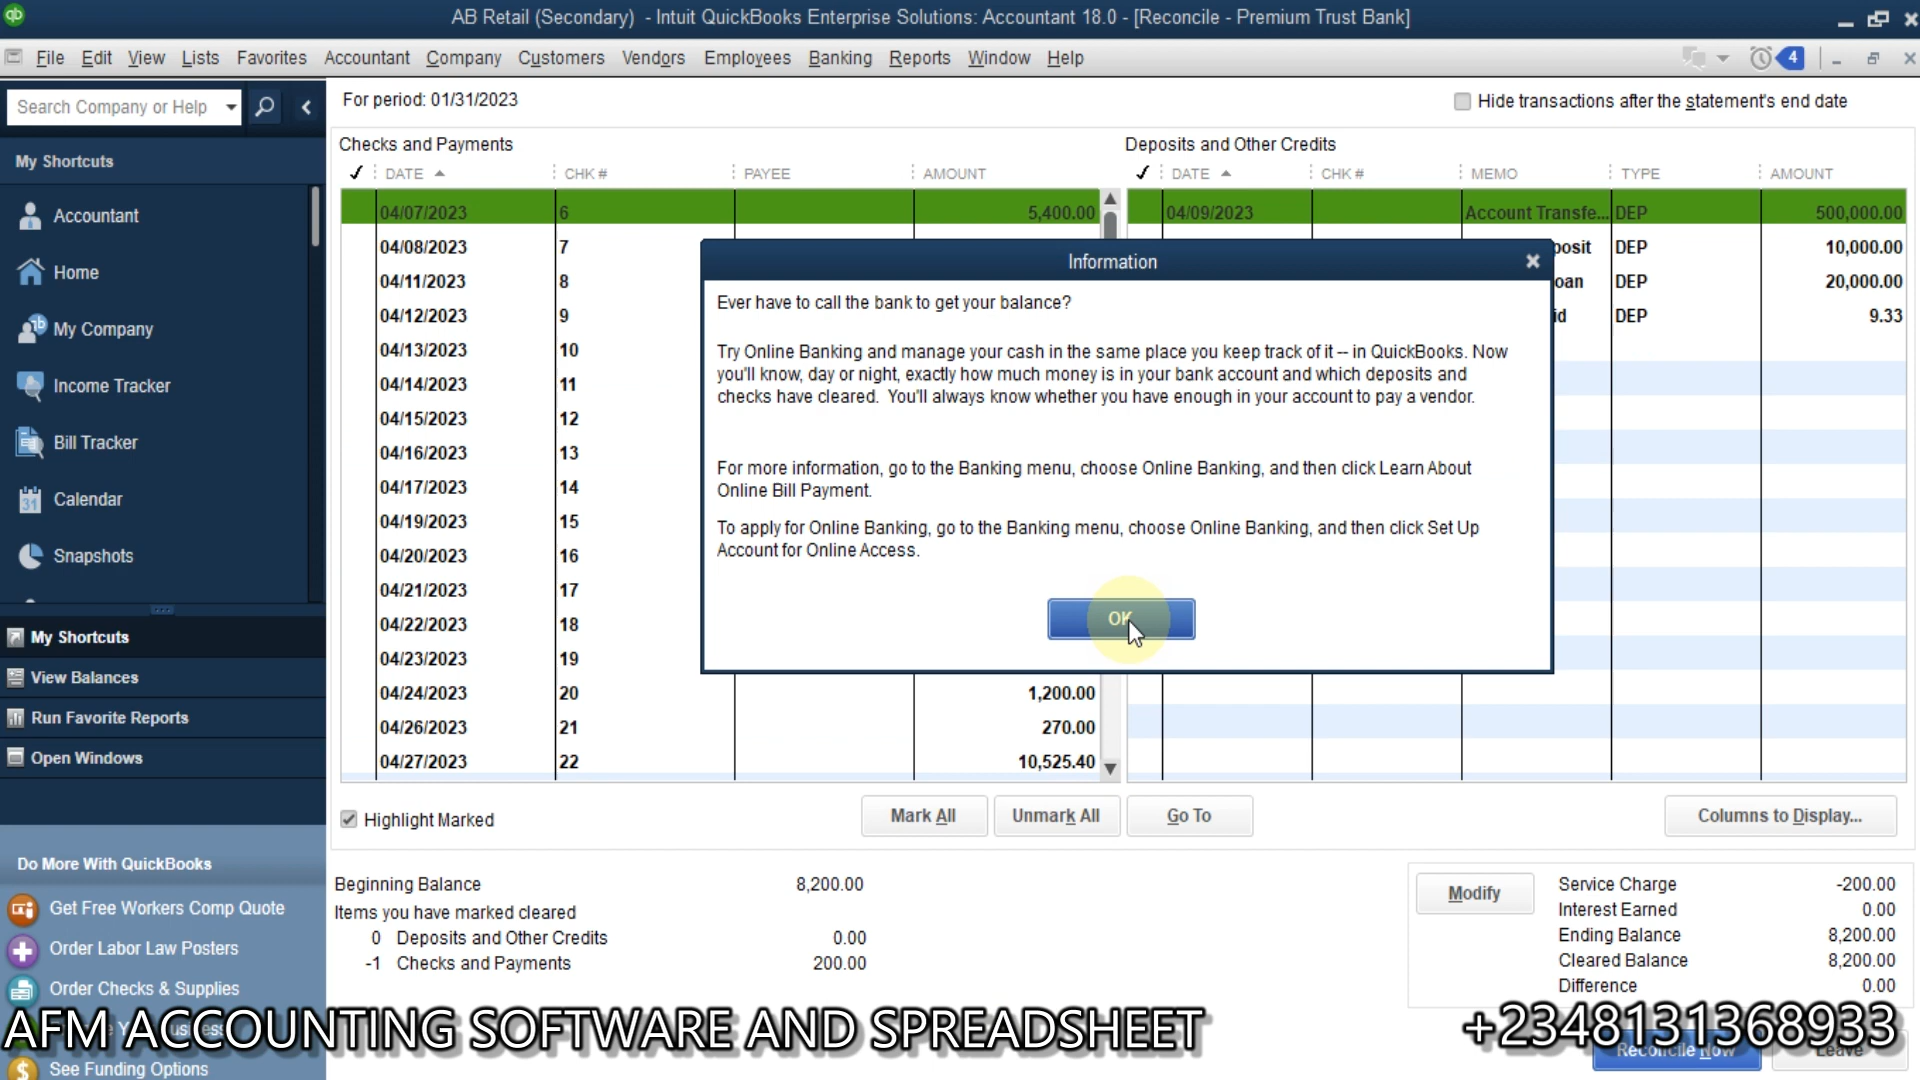 AB Retail (Secondary) - Intuit QuickBooks Enterprise Solutions: Accountant 18.0 - [Reconcile - Premium Trust Bank]
File Edit View Lists Favorites Accountant Company Customers Vendors Employees Banking Reports Window Help
4
Search Company or Help
My Shortcuts
Accountant
Home
My Company
Income Tracker
Bill Tracker
Calendar
Snapshots
My Shortcuts
View Balances
Run Favorite Reports
Open Windows
Do More With QuickBooks
Get Free Workers Comp Quote
Order Labor Law Posters
Order Checks & Supplies
See Funding Options
For period: 01/31/2023
Hide transactions after the statement's end date
Checks and Payments
✓ DATE CHK # PAYEE AMOUNT
04/07/2023 6 5,400.00
04/08/2023 7
04/11/2023 8
04/12/2023 9
04/13/2023 10
04/14/2023 11
04/15/2023 12
04/16/2023 13
04/17/2023 14
04/19/2023 15
04/20/2023 16
04/21/2023 17
04/22/2023 18
04/23/2023 19
04/24/2023 20 1,200.00
04/26/2023 21 270.00
04/27/2023 22 10,525.40
Deposits and Other Credits
✓ DATE CHK # MEMO TYPE AMOUNT
04/09/2023 Account Transfe... DEP 500,000.00
posit DEP 10,000.00
oan DEP 20,000.00
id DEP 9.33
Information
Ever have to call the bank to get your balance?
Try Online Banking and manage your cash in the same place you keep track of it -- in QuickBooks. Now
you'll know, day or night, exactly how much money is in your bank account and which deposits and
checks have cleared. You'll always know whether you have enough in your account to pay a vendor.
For more information, go to the Banking menu, choose Online Banking, and then click Learn About
Online Bill Payment.
To apply for Online Banking, go to the Banking menu, choose Online Banking, and then click Set Up
Account for Online Access.
OK
Highlight Marked
Mark All
Unmark All
Go To
Columns to Display...
Beginning Balance 8,200.00
Items you have marked cleared
0 Deposits and Other Credits 0.00
-1 Checks and Payments 200.00
Modify
Service Charge -200.00
Interest Earned 0.00
Ending Balance 8,200.00
Cleared Balance 8,200.00
Difference 0.00
AFM ACCOUNTING SOFTWARE AND SPREADSHEET
+2348131368933
Reconcile Now
Leave